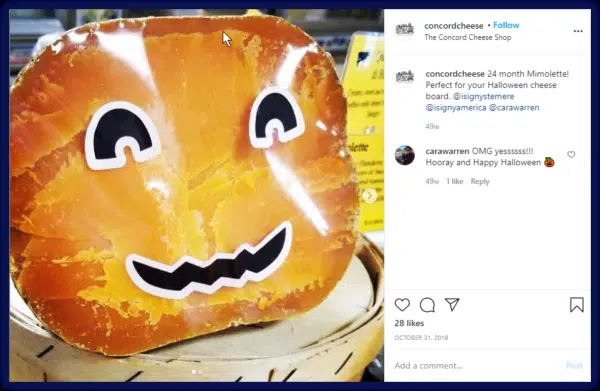 concordcheese • Follow
The Concord Cheese Shop
concordcheese 24 month Mimolette!
Perfect for your Halloween cheese
board. @isignystemere
@isignyamerica @carawarren
49w
carawarren OMG yessssss!!!
Hooray and Happy Halloween 🎃
49w 1 like Reply
28 likes
OCTOBER 31, 2019
Add a comment...
Post